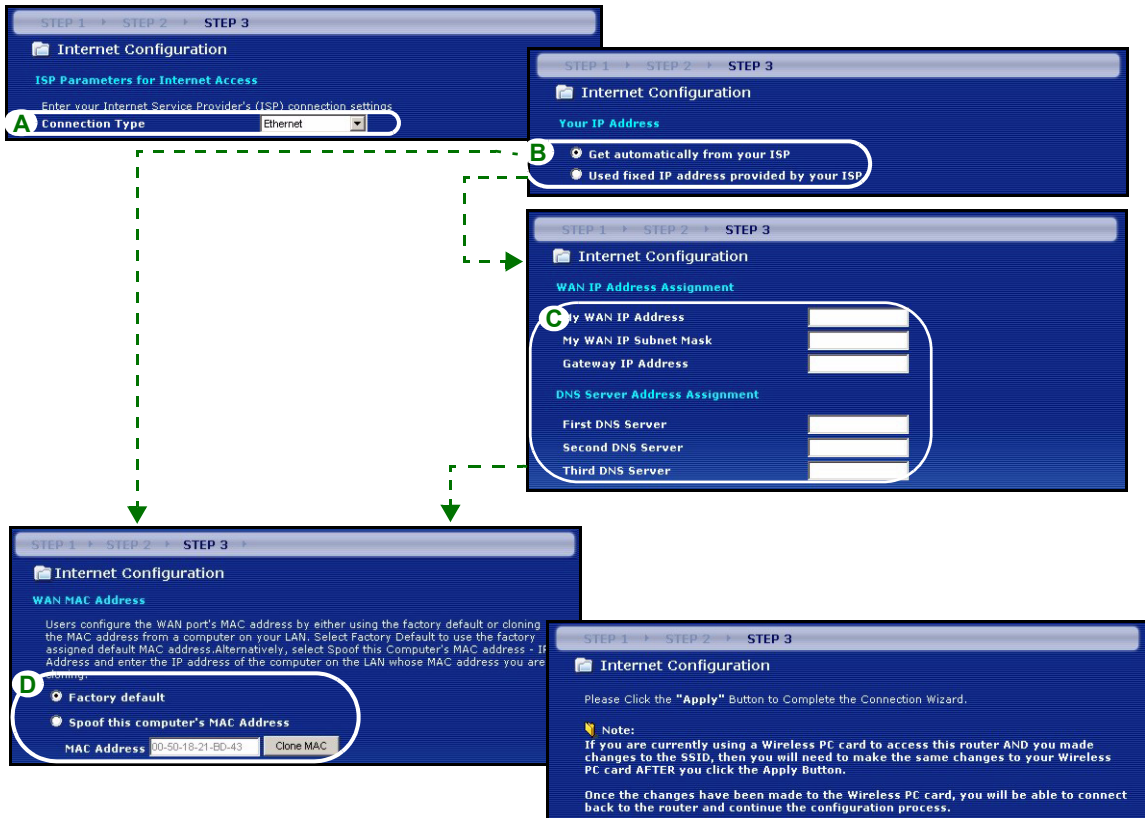 STEP 1 STEP 2 STEP 3
Internet Configuration
ISP Parameters for Internet Access
Enter your Internet Service Provider's (ISP) connection settings
A Connection Type Ethernet
STEP 1 STEP 2 STEP 3
Internet Configuration
Your IP Address
B Get automatically from your ISP
Used fixed IP address provided by your ISP
STEP 1 STEP 2 STEP 3
Internet Configuration
WAN IP Address Assignment
C y WAN IP Address
My WAN IP Subnet Mask
Gateway IP Address
DNS Server Address Assignment
First DNS Server
Second DNS Server
Third DNS Server
STEP 1 STEP 2 STEP 3
Internet Configuration
WAN MAC Address
Users configure the WAN port's MAC address by either using the factory default or cloning
the MAC address from a computer on your LAN. Select Factory Default to use the factory
assigned default MAC address.Alternatively, select Spoof this Computer's MAC address - IP
Address and enter the IP address of the computer on the LAN whose MAC address you are
cloning.
D Factory default
Spoof this computer's MAC Address
MAC Address 00-50-18-21-BD-43 Clone MAC
STEP 1 STEP 2 STEP 3
Internet Configuration
Please Click the "Apply" Button to Complete the Connection Wizard.
Note:
If you are currently using a Wireless PC card to access this router AND you made
changes to the SSID, then you will need to make the same changes to your Wireless
PC card AFTER you click the Apply Button.
Once the changes have been made to the Wireless PC card, you will be able to connect
back to the router and continue the configuration process.